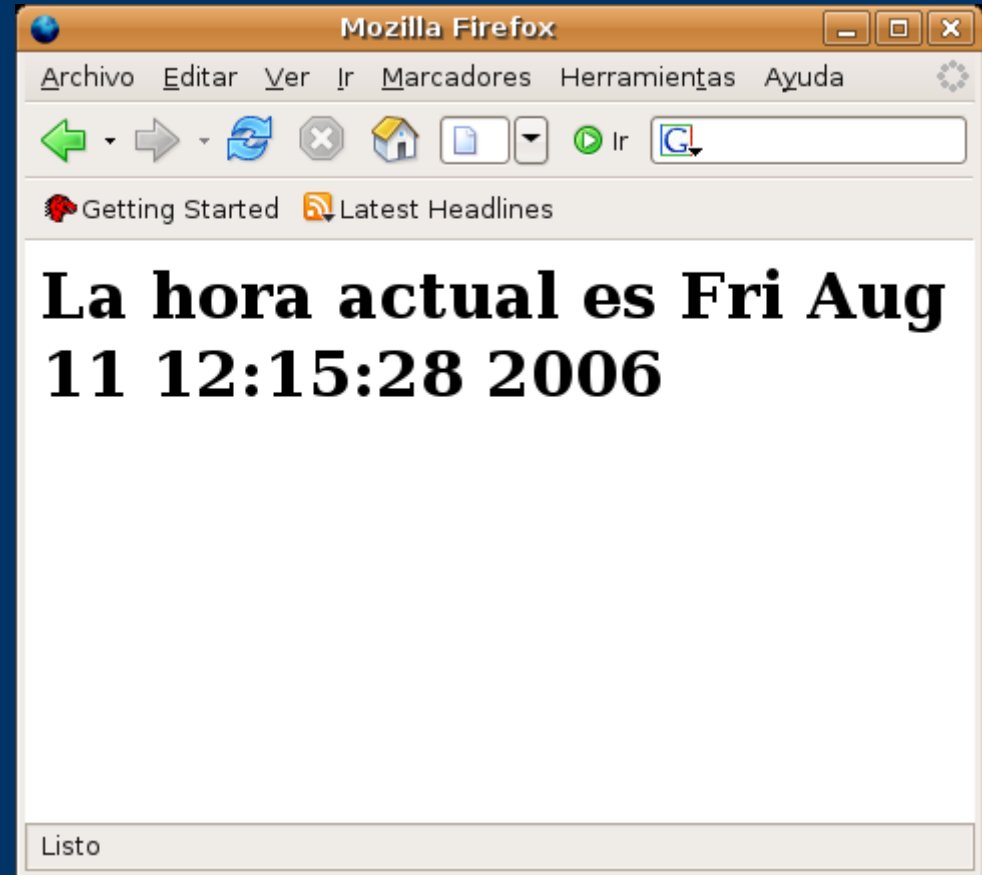 Mozilla Firefox
Archivo Editar Ver Ir Marcadores Herramientas Ayuda
Ir G
Getting Started Latest Headlines
La hora actual es Fri Aug
11 12:15:28 2006
Listo